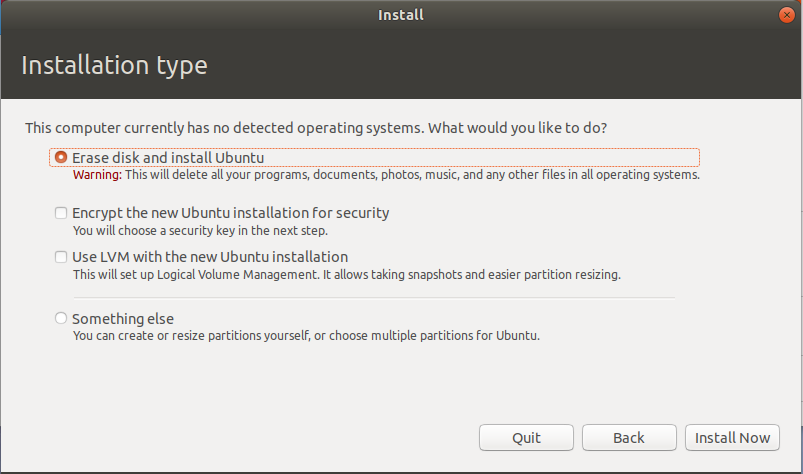 Install
Installation type
This computer currently has no detected operating systems. What would you like to do?
Erase disk and install Ubuntu
Warning: This will delete all your programs, documents, photos, music, and any other files in all operating systems.
Encrypt the new Ubuntu installation for security
You will choose a security key in the next step.
Use LVM with the new Ubuntu installation
This will set up Logical Volume Management. It allows taking snapshots and easier partition resizing.
Something else
You can create or resize partitions yourself, or choose multiple partitions for Ubuntu.
Quit Back Install Now